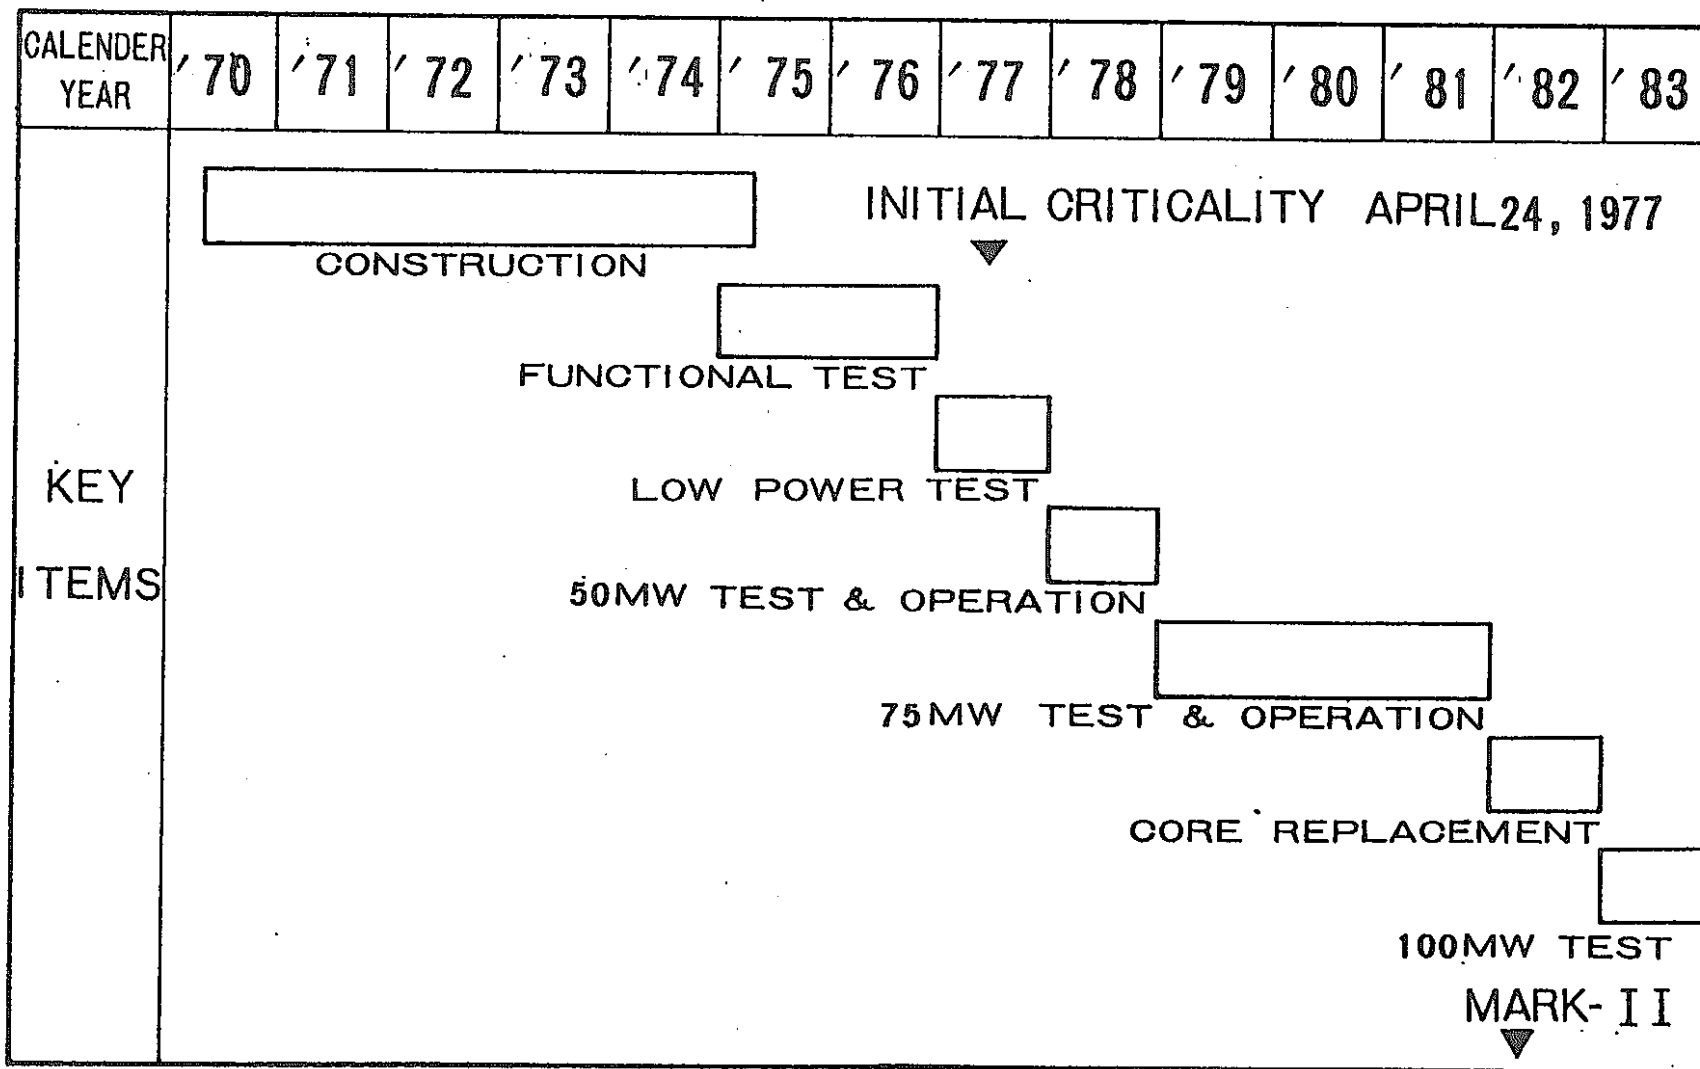 CALENDER
YEAR
'70 '71 '72 '73 '74 '75 '76 '77 '78 '79 '80 '81 '82 '83
INITIAL CRITICALITY APRIL 24, 1977
CONSTRUCTION
FUNCTIONAL TEST
KEY
ITEMS
LOW POWER TEST
50MW TEST & OPERATION
75MW TEST & OPERATION
CORE REPLACEMENT
100MW TEST
MARK-II